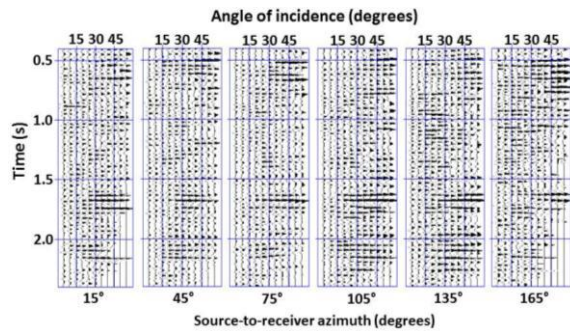 Angle of incidence (degrees)
15 30 45 15 30 45 15 30 45 15 30 45 15 30 45 15 30 45
0.5
1.0
1.5
2.0
Time (s)
15° 45° 75° 105° 135° 165°
Source-to-receiver azimuth (degrees)